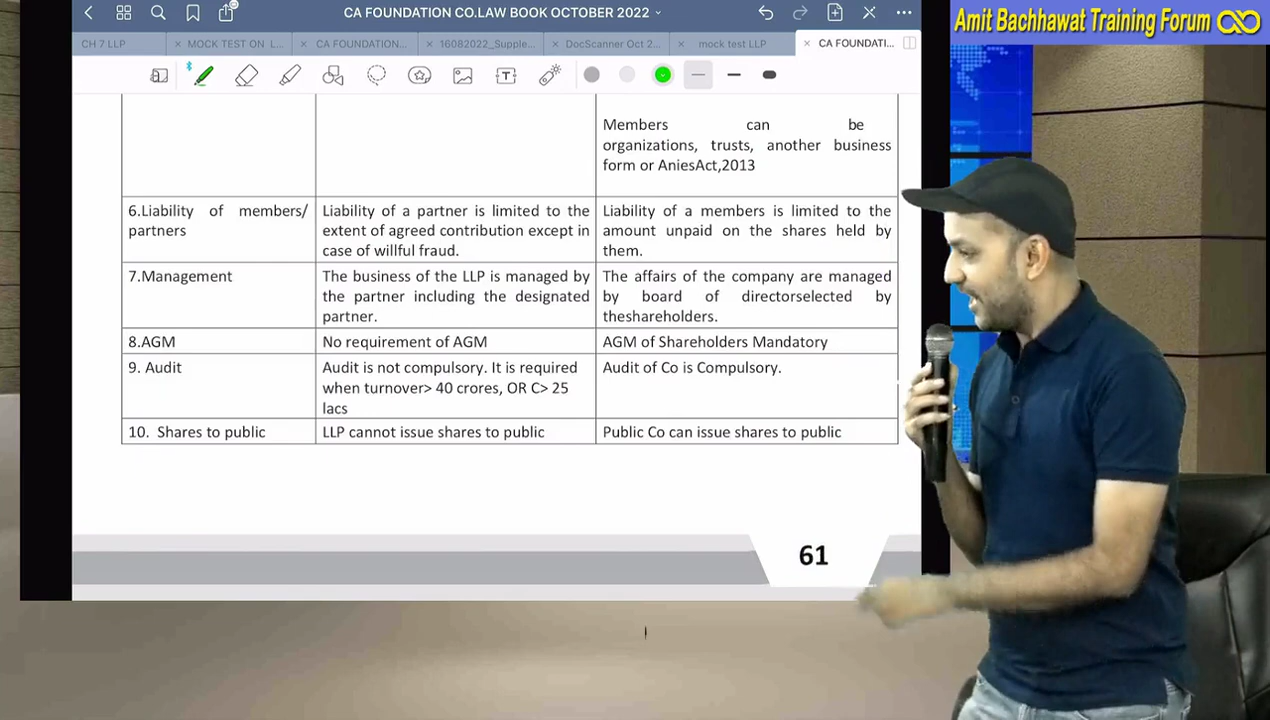 CA FOUNDATION CO.LAW BOOK OCTOBER 2022
Amit Bachhawat Training Forum
CH 7 LLP
MOCK TEST ON L...
CA FOUNDATION...
16082022_Supple...
DocScanner Oct 2...
mock test LLP
CA FOUNDATI...
Members can be
organizations, trusts, another business
form or AniesAct,2013
6.Liability of members/
partners
Liability of a partner is limited to the
extent of agreed contribution except in
case of willful fraud.
Liability of a members is limited to the
amount unpaid on the shares held by
them.
7.Management
The business of the LLP is managed by
the partner including the designated
partner.
The affairs of the company are managed
by board of directorselected by
theshareholders.
8.AGM
No requirement of AGM
AGM of Shareholders Mandatory
9. Audit
Audit is not compulsory. It is required
when turnover> 40 crores, OR C> 25
lacs
Audit of Co is Compulsory.
10. Shares to public
LLP cannot issue shares to public
Public Co can issue shares to public
61